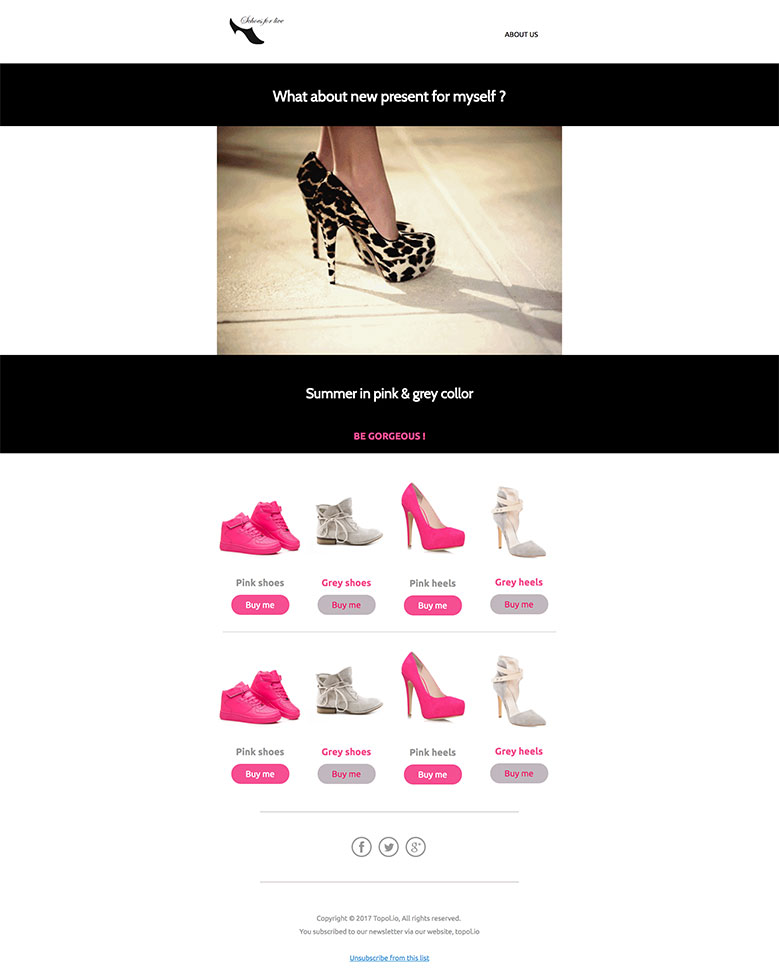 Schoes for live
ABOUT US
What about new present for myself ?
Summer in pink & grey collor
BE GORGEOUS !
Pink shoes Grey shoes Pink heels Grey heels
Buy me Buy me Buy me Buy me
Pink shoes Grey shoes Pink heels Grey heels
Buy me Buy me Buy me Buy me
f g+
Copyright © 2017 Topol.io, All rights reserved.
You subscribed to our newsletter via our website, topol.io
Unsubscribe from this list